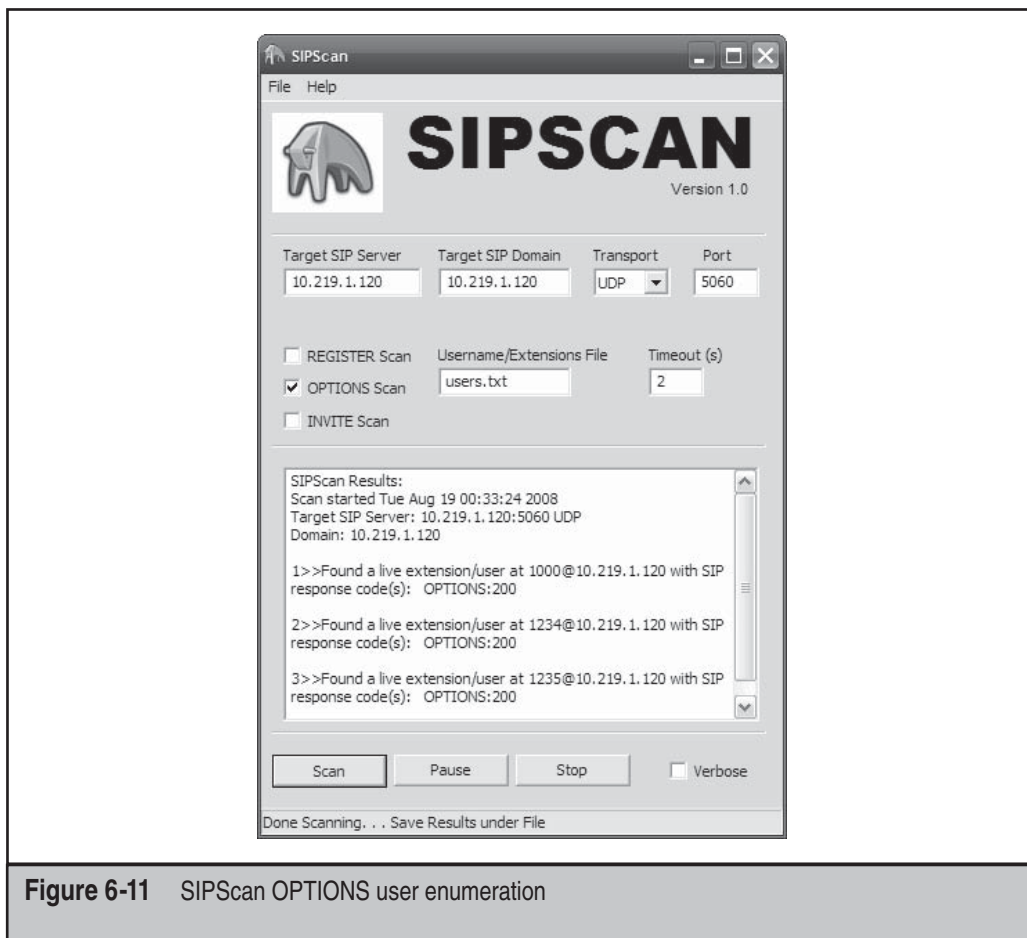 SIPScan
File Help
SIPSCAN
Version 1.0
Target SIP Server Target SIP Domain Transport Port
10.219.1.120 10.219.1.120 UDP 5060
REGISTER Scan Username/Extensions File Timeout (s)
OPTIONS Scan users.txt 2
INVITE Scan
SIPScan Results:
Scan started Tue Aug 19 00:33:24 2008
Target SIP Server: 10.219.1.120:5060 UDP
Domain: 10.219.1.120
1>>Found a live extension/user at 1000@10.219.1.120 with SIP
response code(s): OPTIONS:200
2>>Found a live extension/user at 1234@10.219.1.120 with SIP
response code(s): OPTIONS:200
3>>Found a live extension/user at 1235@10.219.1.120 with SIP
response code(s): OPTIONS:200
Scan Pause Stop Verbose
Done Scanning. . . Save Results under File
Figure 6-11 SIPScan OPTIONS user enumeration